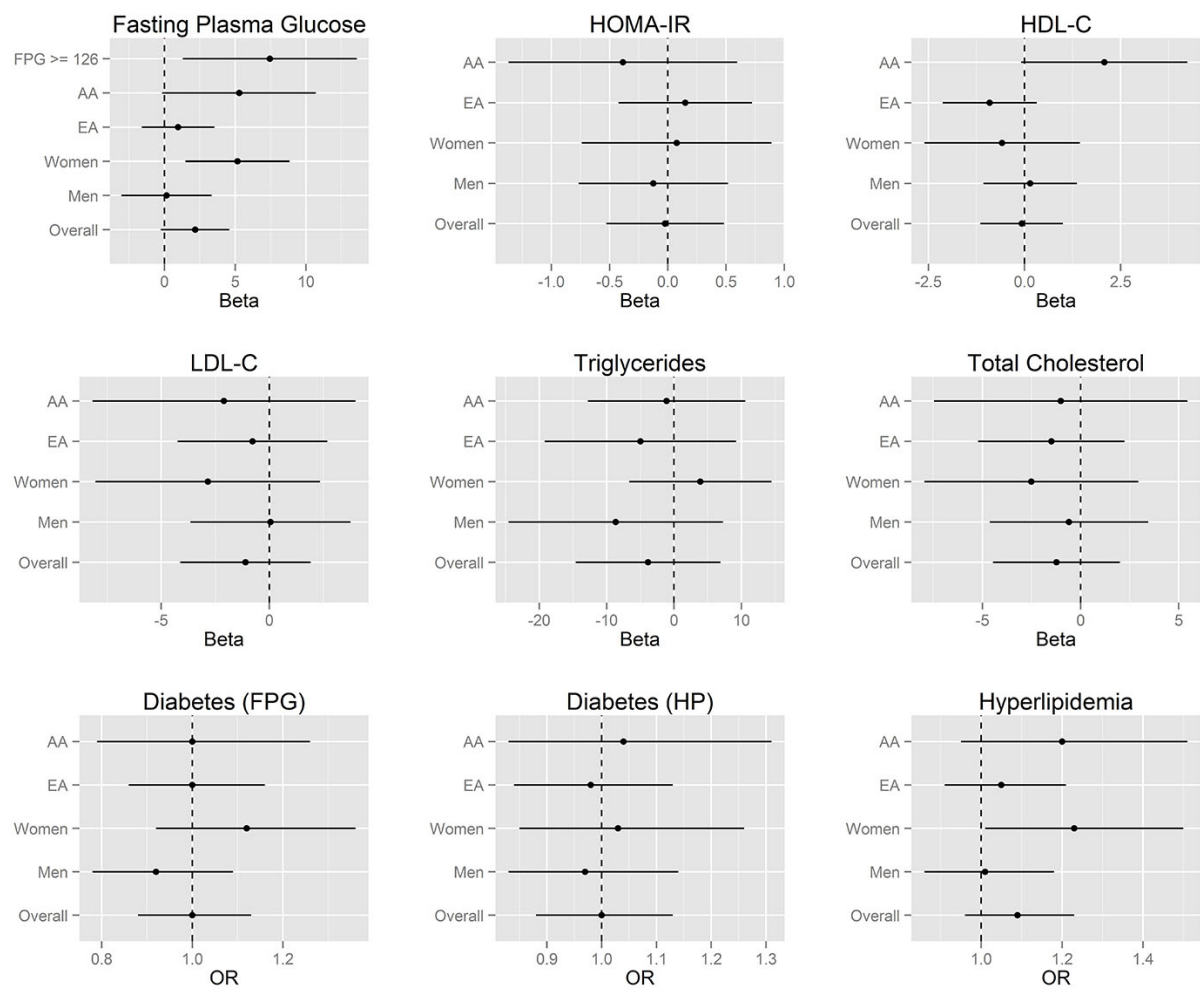 Fasting Plasma Glucose
FPG >= 126
AA
EA
Women
Men
Overall
0 5 10
Beta
HOMA-IR
AA
EA
Women
Men
Overall
-1.0 -0.5 0.0 0.5 1.0
Beta
HDL-C
AA
EA
Women
Men
Overall
-2.5 0.0 2.5
Beta
LDL-C
AA
EA
Women
Men
Overall
-5 0
Beta
Triglycerides
AA
EA
Women
Men
Overall
-20 -10 0 10
Beta
Total Cholesterol
AA
EA
Women
Men
Overall
-5 0 5
Beta
Diabetes (FPG)
AA
EA
Women
Men
Overall
0.8 1.0 1.2
OR
Diabetes (HP)
AA
EA
Women
Men
Overall
0.9 1.0 1.1 1.2 1.3
OR
Hyperlipidemia
AA
EA
Women
Men
Overall
1.0 1.2 1.4
OR